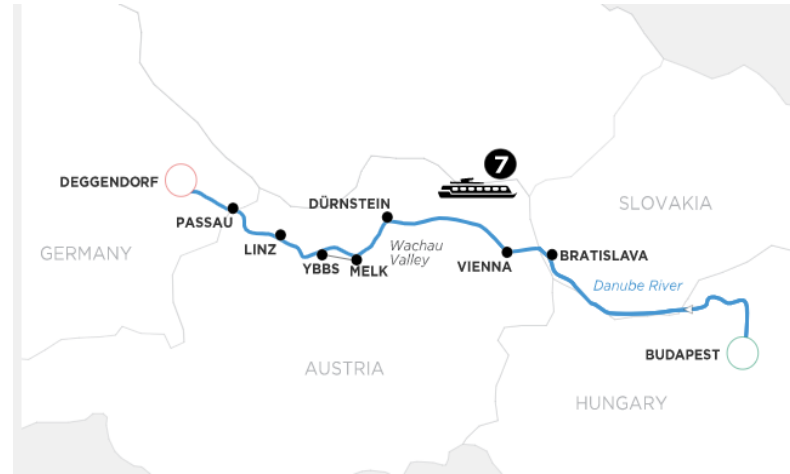 7
DEGGENDORF
DÜRNSTEIN
SLOVAKIA
PASSAU
GERMANY
LINZ
Wachau
Valley
YBBS
MELK
VIENNA
BRATISLAVA
Danube River
BUDAPEST
AUSTRIA
HUNGARY